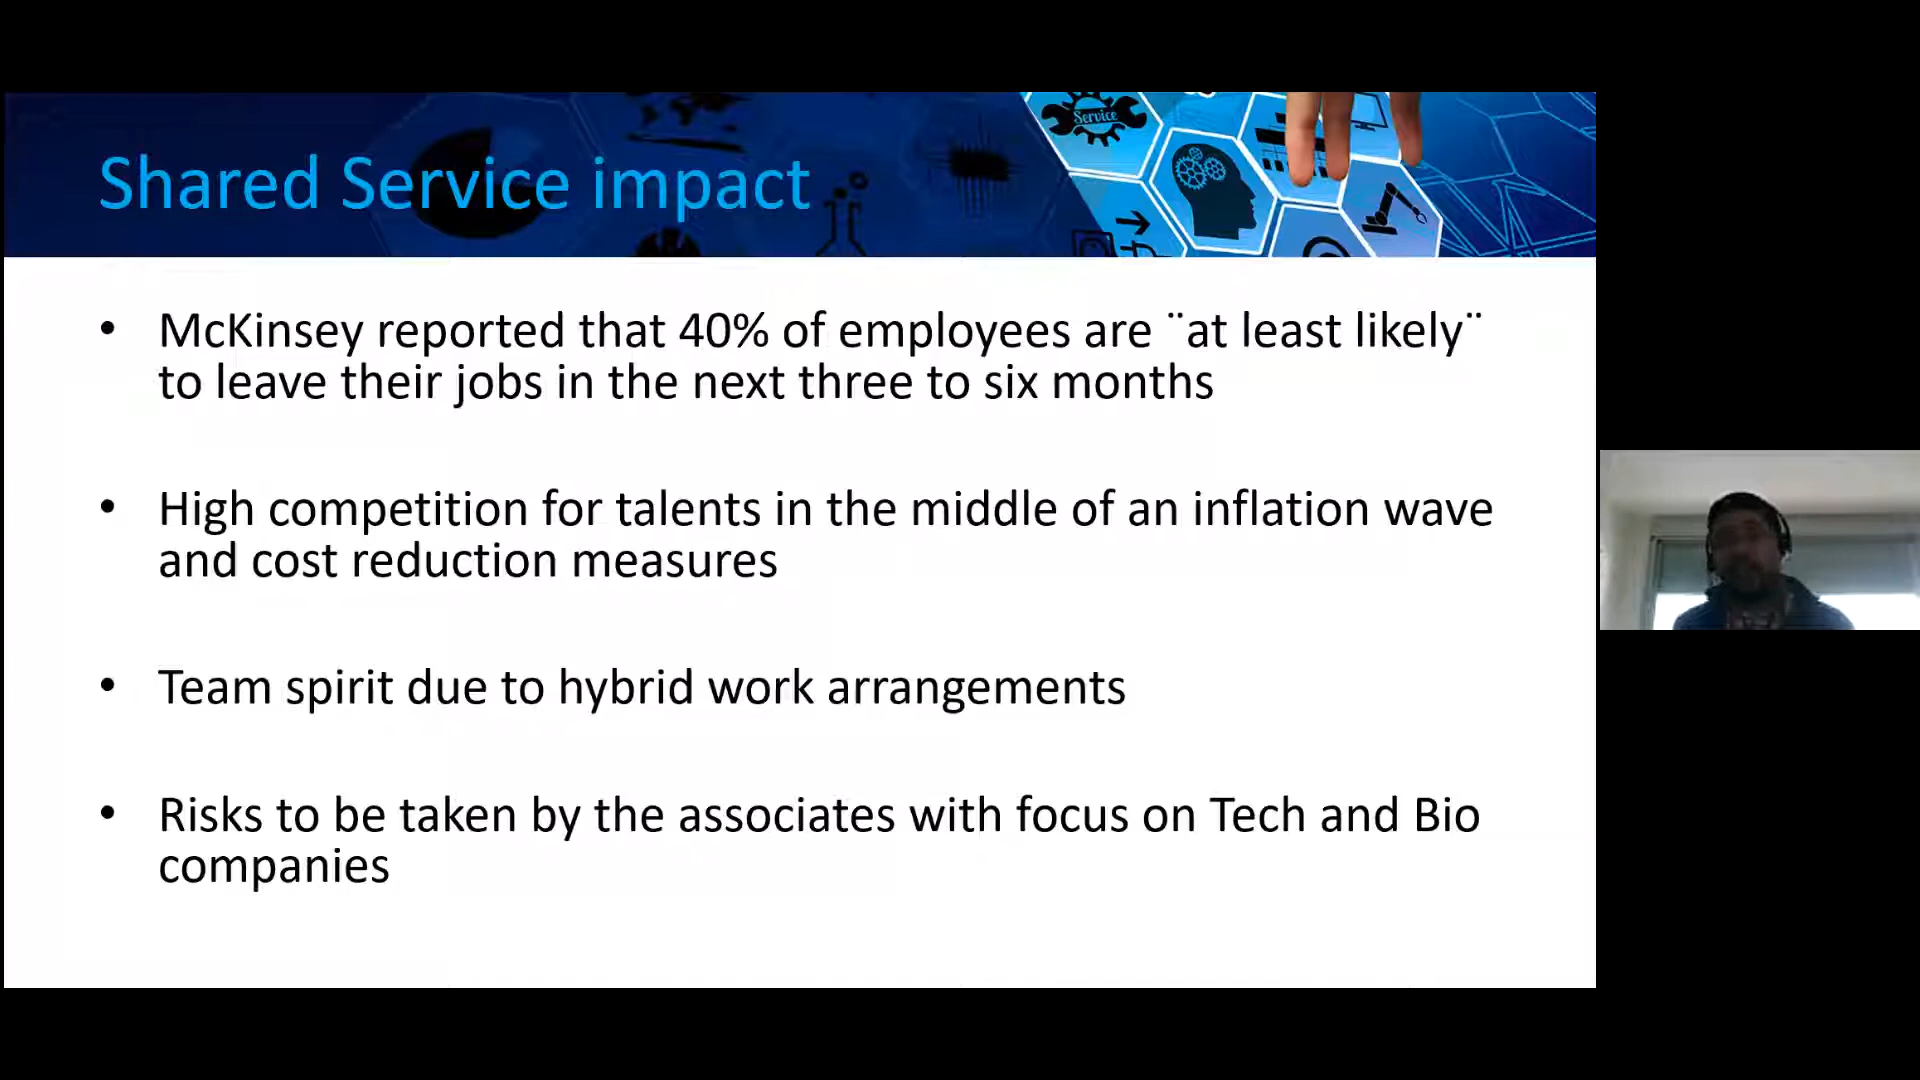 Service
Shared Service impact
• McKinsey reported that 40% of employees are ¨at least likely¨
to leave their jobs in the next three to six months
• High competition for talents in the middle of an inflation wave
and cost reduction measures
• Team spirit due to hybrid work arrangements
• Risks to be taken by the associates with focus on Tech and Bio
companies